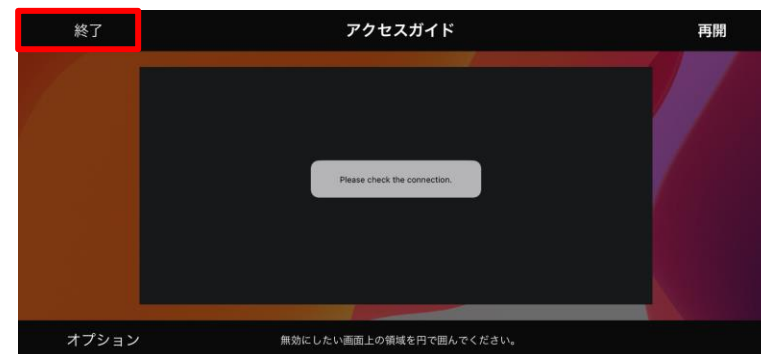 終了
アクセスガイド
再開
Please check the connection.
オプション
無効にしたい画面上の領域を円で囲んでください。